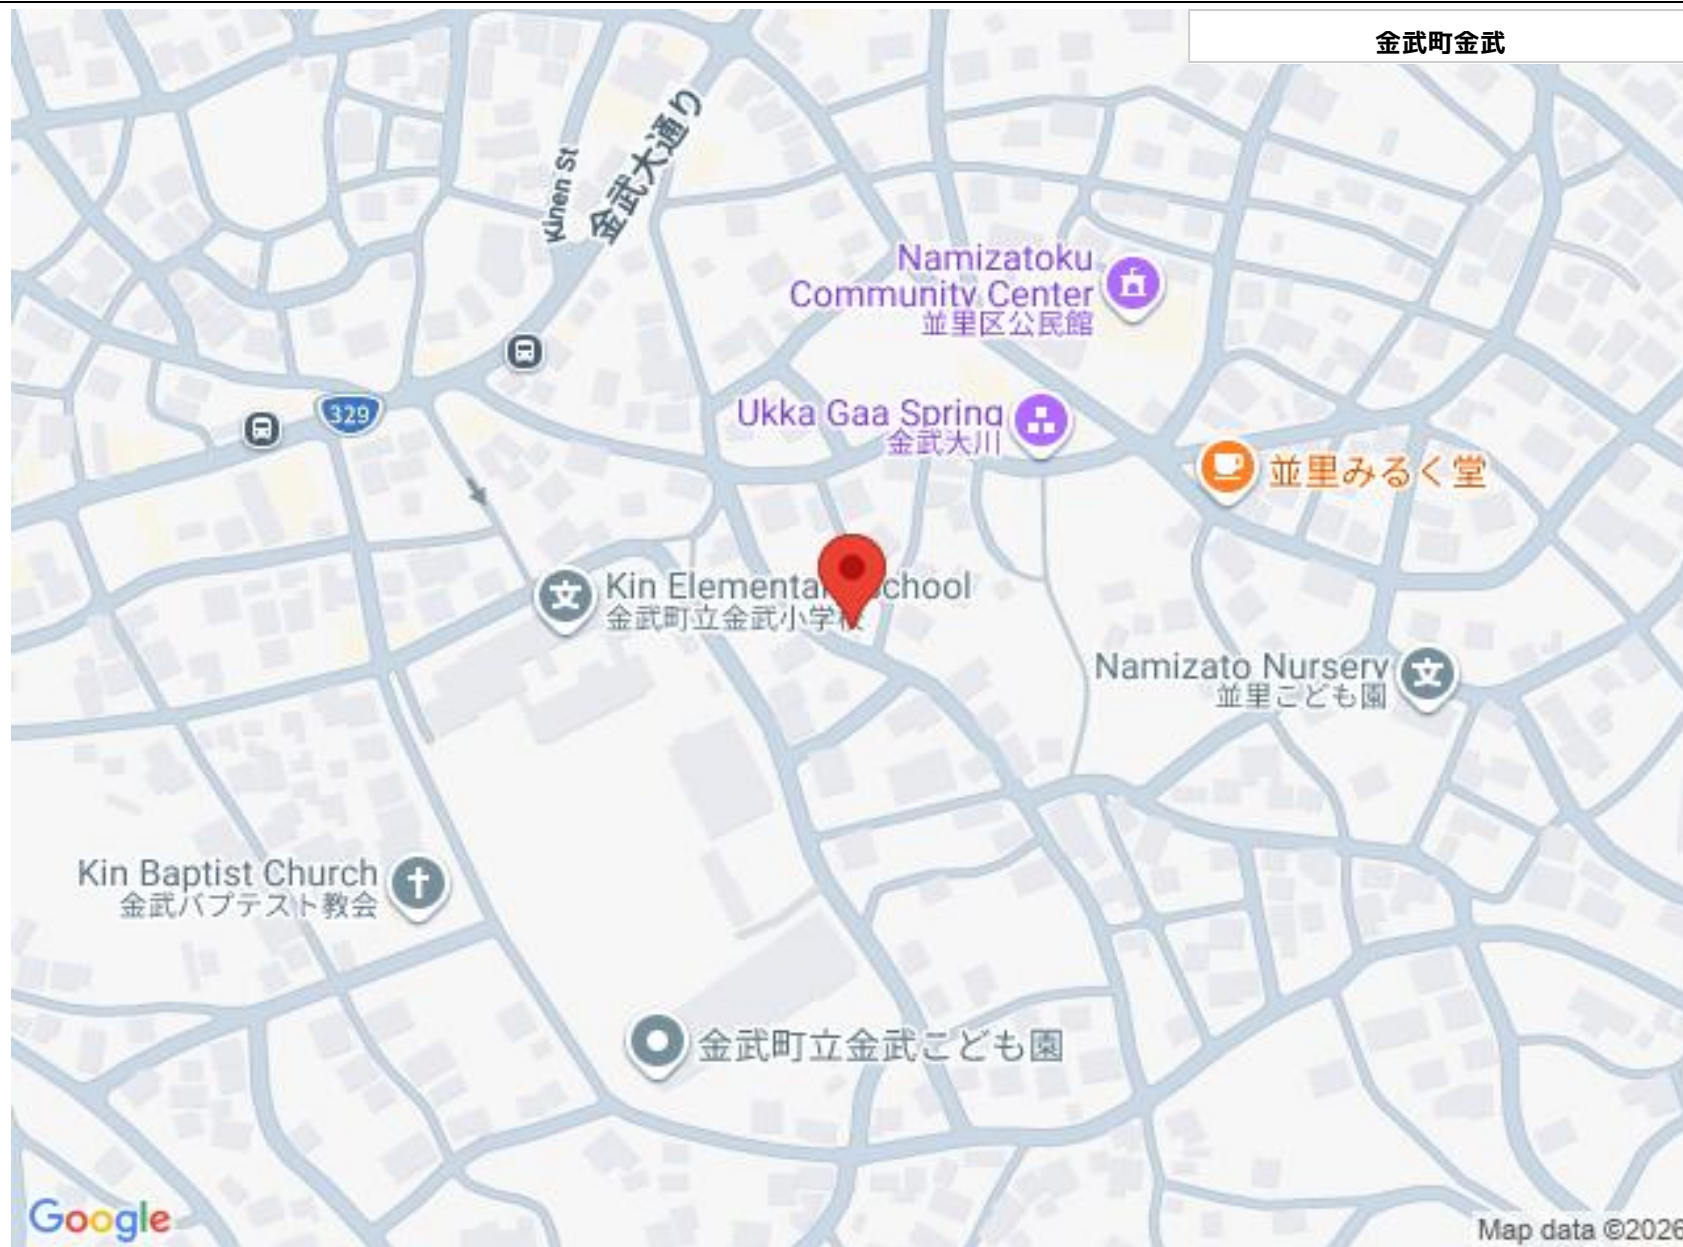 金武町金武
Kinen St
金武大通り
Namizatoku
Community Center
並里区公民館
329
Ukka Gaa Spring
金武大川
並里みるく堂
Kin Elementar School
金武町立金武小学校
Namizato Nursery
並里こども園
Kin Baptist Church
金武バプテスト教会
金武町立金武こども園
Google
Map data ©2026